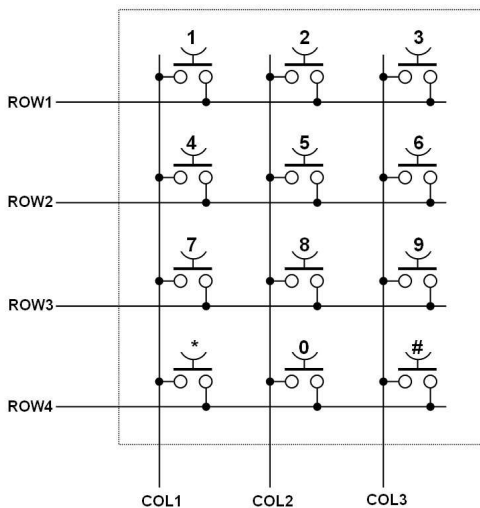 1 2 3
ROW1
4 5 6
ROW2
7 8 9
ROW3
* 0 #
ROW4
COL1 COL2 COL3